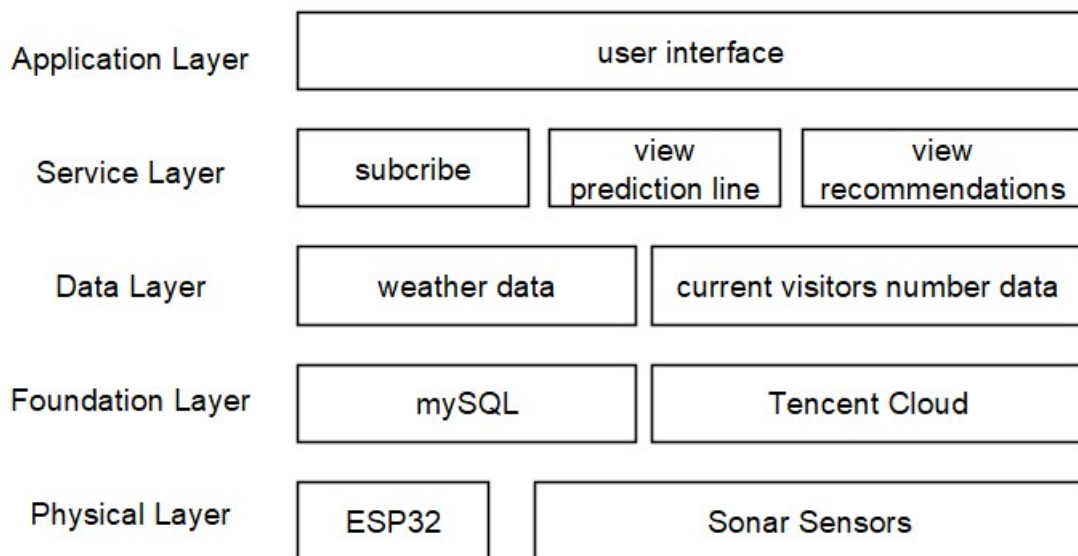 Application Layer
user interface
Service Layer
subcribe
view
prediction line
view
recommendations
Data Layer
weather data
current visitors number data
Foundation Layer
mySQL
Tencent Cloud
Physical Layer
ESP32
Sonar Sensors